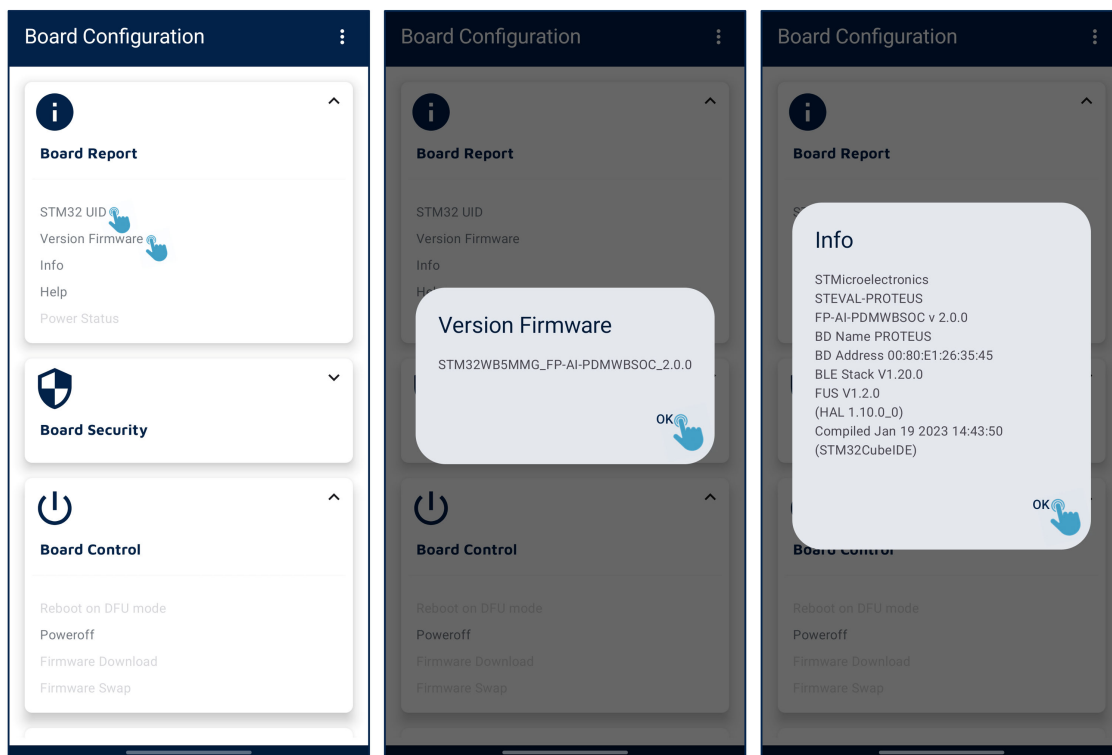 Board Configuration
Board Report
STM32 UID
Version Firmware
Info
Help
Power Status
Board Security
Board Control
Reboot on DFU mode
Poweroff
Firmware Download
Firmware Swap
Board Configuration
Board Report
STM32 UID
Version Firmware
Info
Version Firmware
STM32WB5MMG_FP-AI-PDMWBSOC_2.0.0
OK
Board Control
Reboot on DFU mode
Poweroff
Firmware Download
Firmware Swap
Board Configuration
Board Report
Info
STMicroelectronics
STEVAL-PROTEUS
FP-AI-PDMWBSOC v 2.0.0
BD Name PROTEUS
BD Address 00:80:E1:26:35:45
BLE Stack V1.20.0
FUS V1.2.0
(HAL 1.10.0_0)
Compiled Jan 19 2023 14:43:50
(STM32CubeIDE)
OK
Board Control
Reboot on DFU mode
Poweroff
Firmware Download
Firmware Swap